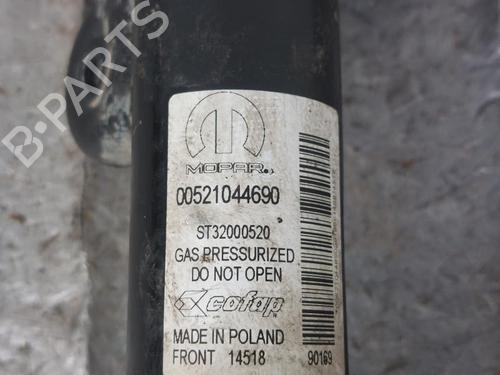 B-PARTS
MOPAR
00521044690
ST32000520
GAS PRESSURIZED
DO NOT OPEN
cofap
MADE IN POLAND
FRONT 14518 90169